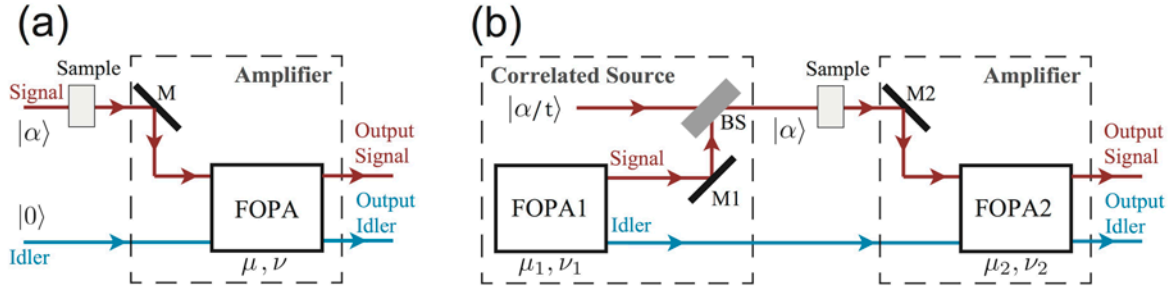 (a)
Sample
Amplifier
Signal
M
|α⟩
Output
Signal
FOPA
|0⟩
Output
Idler
Idler
μ, ν
(b)
Correlated Source
Sample
Amplifier
M2
|α/t⟩
BS
|α⟩
Output
Signal
Signal
M1
FOPA1
Idler
FOPA2
Output
Idler
μ₁, ν₁
μ₂, ν₂